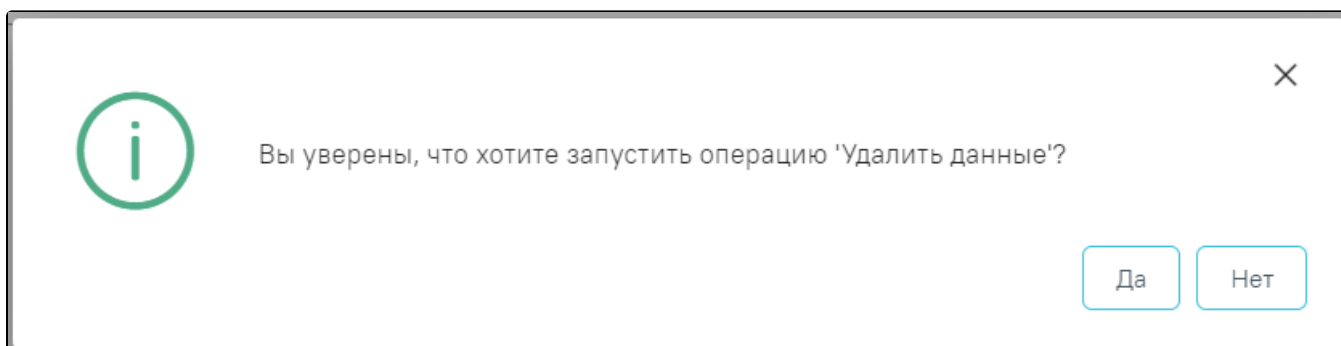 Вы уверены, что хотите запустить операцию 'Удалить данные'?
Да Нет